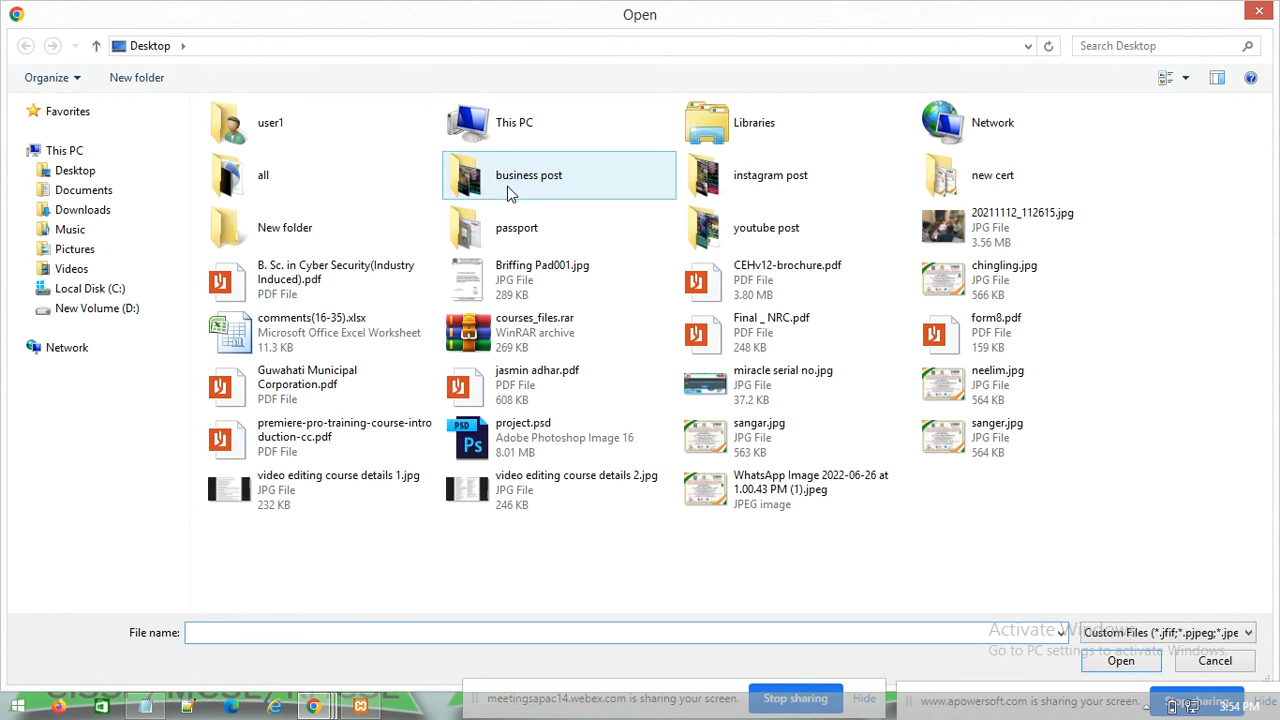 Open
Desktop
Search Desktop
Organize
New folder
Favorites
This PC
Desktop
Documents
Downloads
Music
Pictures
Videos
Local Disk (C:)
New Volume (D:)
Network
user1
This PC
Libraries
Network
all
business post
instagram post
new cert
New folder
passport
youtube post
20211112_112615.jpg
JPG File
3.56 MB
B. Sc. in Cyber Security(Industry
Induced).pdf
PDF File
Briffing Pad001.jpg
JPG File
289 KB
CEHv12-brochure.pdf
PDF File
3.80 MB
chingling.jpg
JPG File
566 KB
comments(16-35).xlsx
Microsoft Office Excel Worksheet
11.3 KB
courses_files.rar
WinRAR archive
269 KB
Final _ NRC.pdf
PDF File
248 KB
form8.pdf
PDF File
159 KB
Guwahati Municipal
Corporation.pdf
PDF File
jasmin adhar.pdf
PDF File
608 KB
miracle serial no.jpg
JPG File
37.2 KB
neelim.jpg
JPG File
564 KB
premiere-pro-training-course-intro
duction-cc.pdf
PDF File
PSD
Ps
project.psd
Adobe Photoshop Image 16
8.01 MB
sangar.jpg
JPG File
563 KB
sanger.jpg
JPG File
564 KB
video editing course details 1.jpg
JPG File
232 KB
video editing course details 2.jpg
JPG File
246 KB
WhatsApp Image 2022-06-26 at
1.00.43 PM (1).jpeg
JPEG image
File name:
Custom Files (*.jfif;*.pjpeg;*.jpe
Activate Windows
Go to PC settings to activate Windows.
Open
Cancel
meetingsapac14.webex.com is sharing your screen.
Stop sharing
Hide
www.apowersoft.com is sharing your screen.
Stop sharing
Hide
3:54 PM